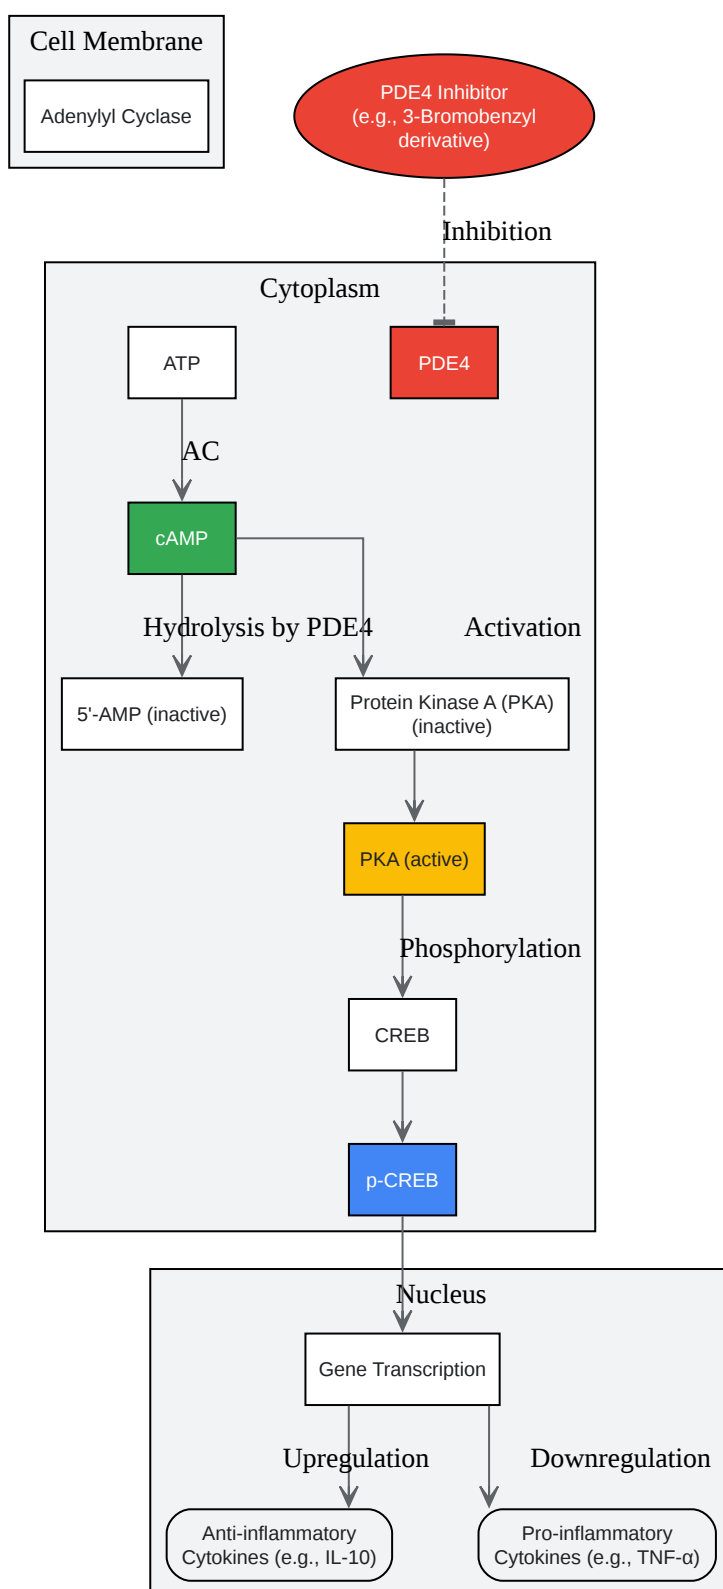 Cell Membrane
Adenylyl Cyclase
PDE4 Inhibitor
(e.g., 3-Bromobenzyl
derivative)
Inhibition
Cytoplasm
ATP
PDE4
AC
cAMP
Hydrolysis by PDE4
Activation
5'-AMP (inactive)
Protein Kinase A (PKA)
(inactive)
PKA (active)
Phosphorylation
CREB
p-CREB
Nucleus
Gene Transcription
Upregulation
Downregulation
Anti-inflammatory
Cytokines (e.g., IL-10)
Pro-inflammatory
Cytokines (e.g., TNF-α)